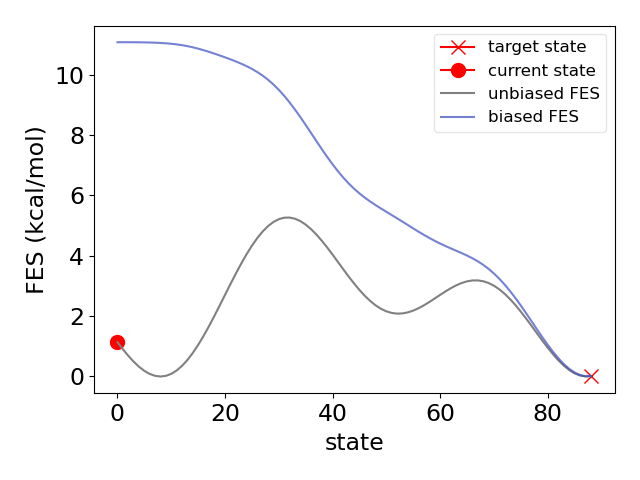 target state
current state
unbiased FES
biased FES
10
8
6
4
2
0
FES (kcal/mol)
0 20 40 60 80
state